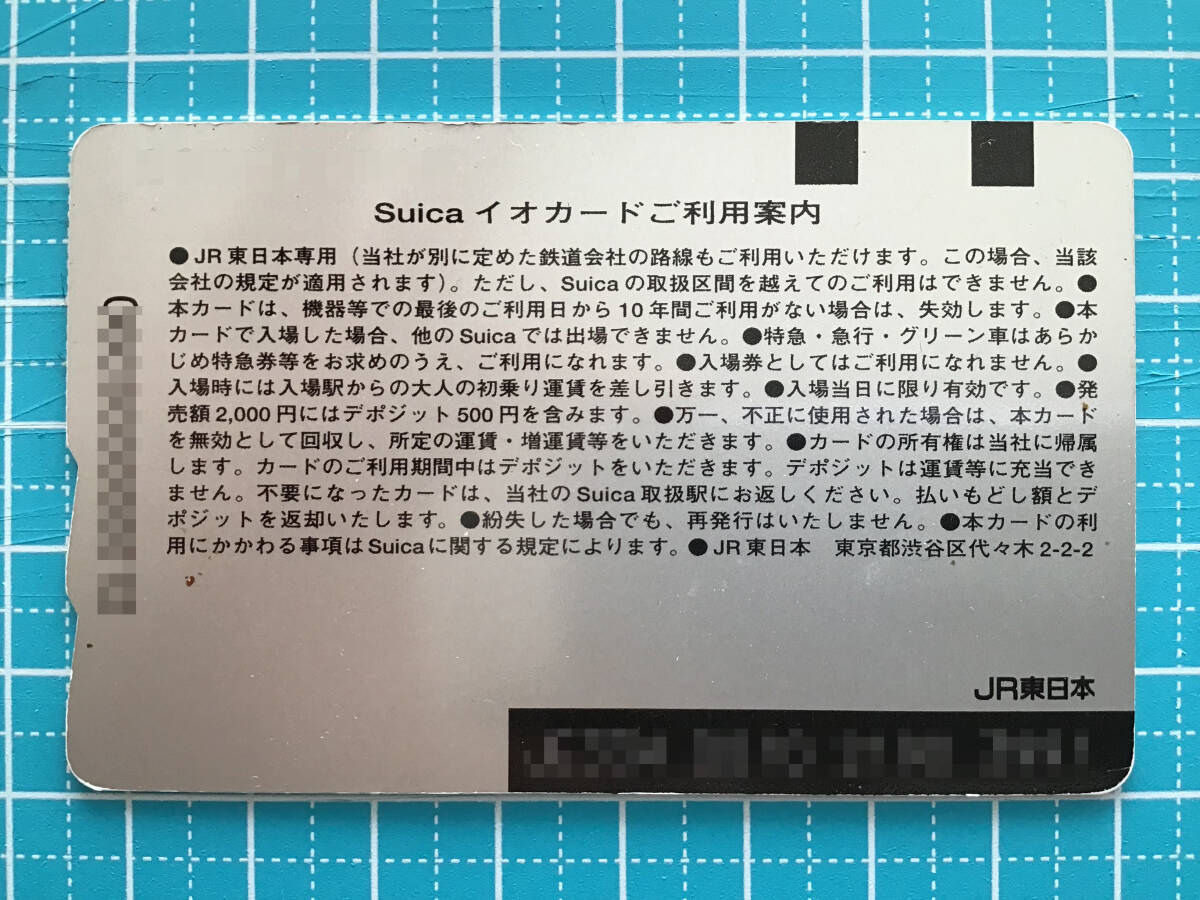 Suica イオカードご利用案内
●JR東日本専用（当社が別に定めた鉄道会社の路線もご利用いただけます。この場合、当該
会社の規定が適用されます）。ただし、Suicaの取扱区間を越えてのご利用はできません。●
本カードは、機器等での最後のご利用日から10年間ご利用がない場合は、失効します。●本
カードで入場した場合、他のSuicaでは出場できません。●特急・急行・グリーン車はあらか
じめ特急券等をお求めのうえ、ご利用になれます。●入場券としてはご利用になれません。●
入場時には入場駅からの大人の初乗り運賃を差し引きます。●入場当日に限り有効です。●発
売額2,000円にはデポジット500円を含みます。●万一、不正に使用された場合は、本カード
を無効として回収し、所定の運賃・増運賃等をいただきます。●カードの所有権は当社に帰属
します。カードのご利用期間中はデポジットをいただきます。デポジットは運賃等に充当でき
ません。不要になったカードは、当社のSuica取扱駅にお返しください。払いもどし額とデ
ポジットを返却いたします。●紛失した場合でも、再発行はいたしません。●本カードの利
用にかかわる事項はSuicaに関する規定によります。●JR東日本　東京都渋谷区代々木2-2-2
JR東日本